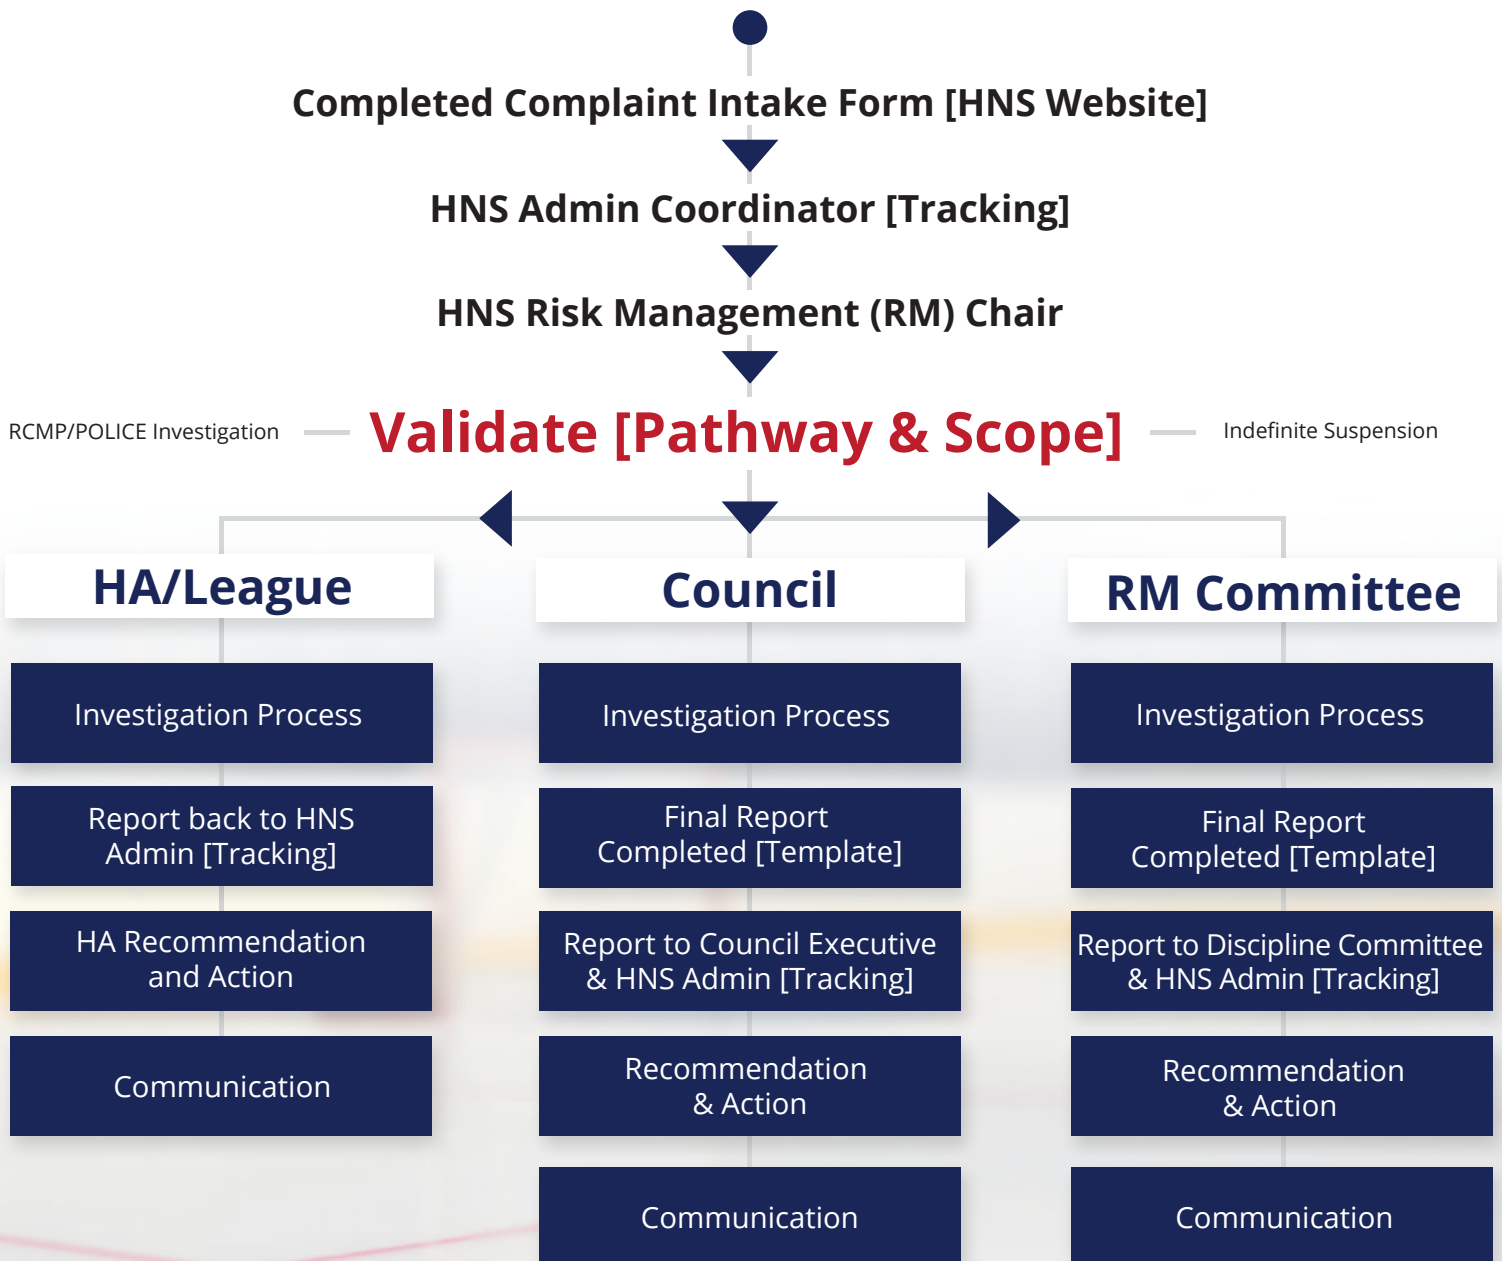 Completed Complaint Intake Form [HNS Website]
HNS Admin Coordinator [Tracking]
HNS Risk Management (RM) Chair
RCMP/POLICE Investigation
Validate [Pathway & Scope]
Indefinite Suspension
HA/League
Investigation Process
Report back to HNS
Admin [Tracking]
HA Recommendation
and Action
Communication
Council
Investigation Process
Final Report
Completed [Template]
Report to Council Executive
& HNS Admin [Tracking]
Recommendation
& Action
Communication
RM Committee
Investigation Process
Final Report
Completed [Template]
Report to Discipline Committee
& HNS Admin [Tracking]
Recommendation
& Action
Communication